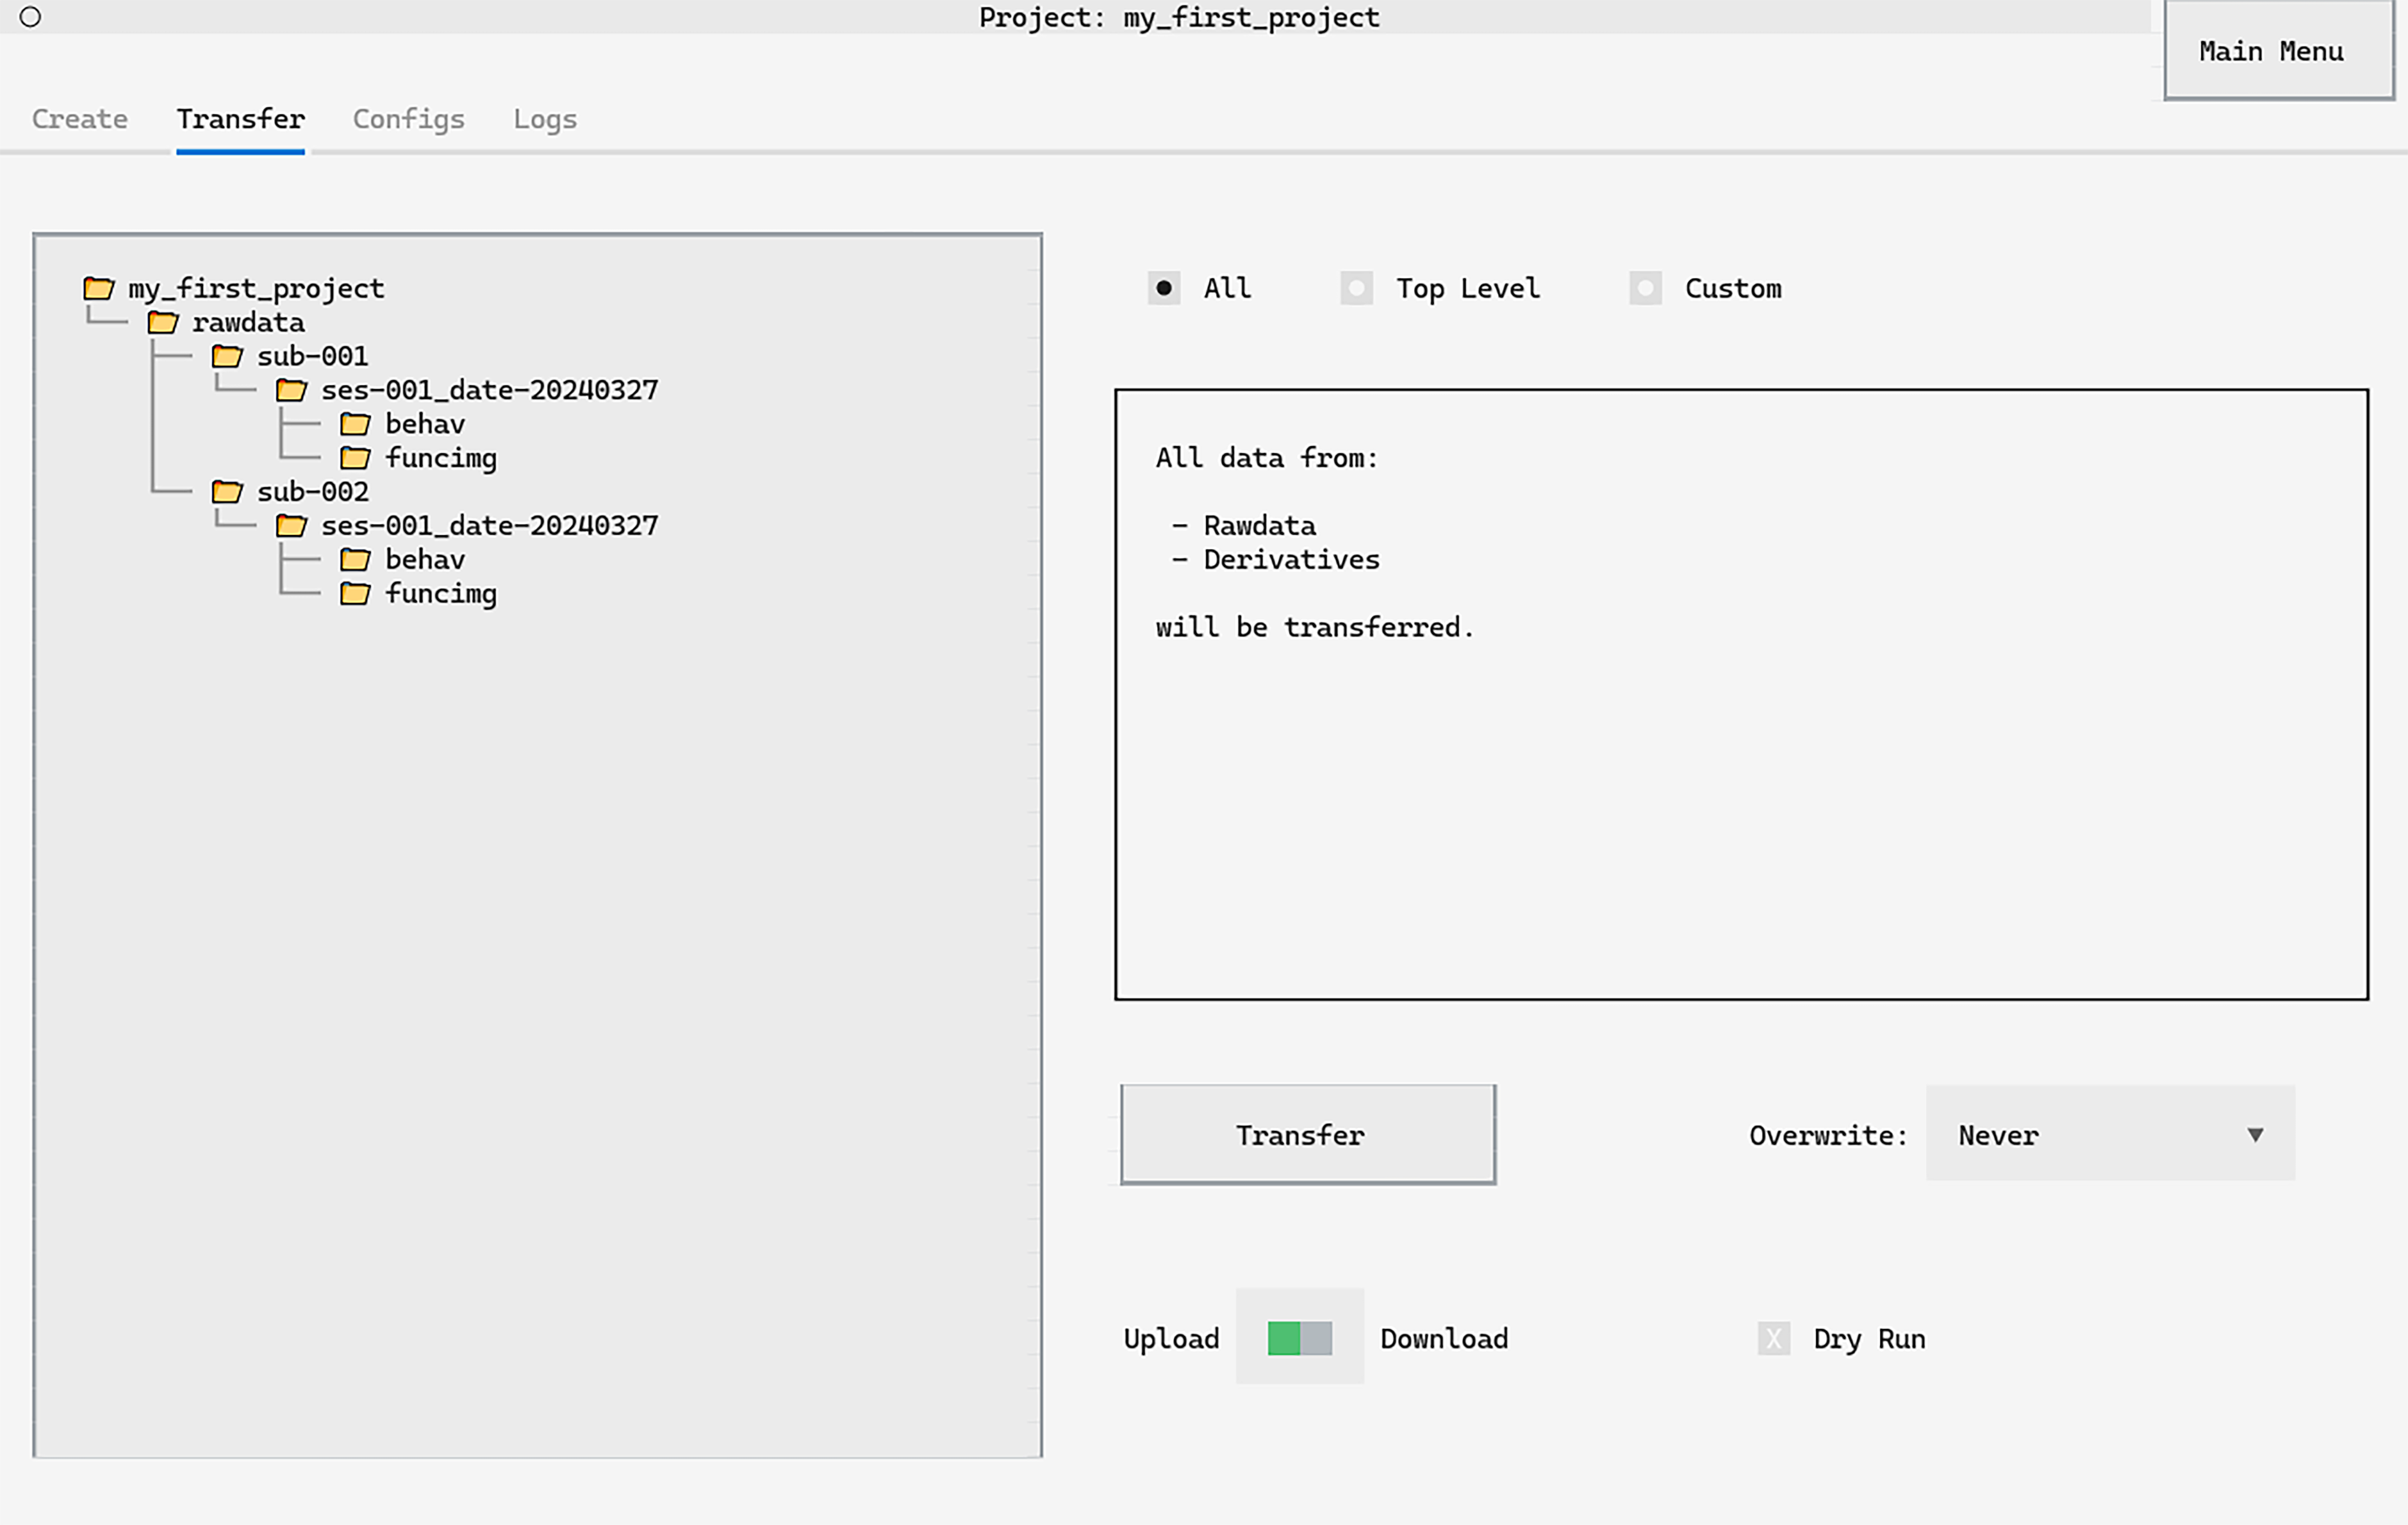 Project: my_first_project
Main Menu
Create Transfer Configs Logs
my_first_project
rawdata
sub-001
ses-001_date-20240327
behav
funcimg
sub-002
ses-001_date-20240327
behav
funcimg
All Top Level Custom
All data from:
- Rawdata
- Derivatives
will be transferred.
Transfer
Overwrite: Never
Upload Download
X Dry Run